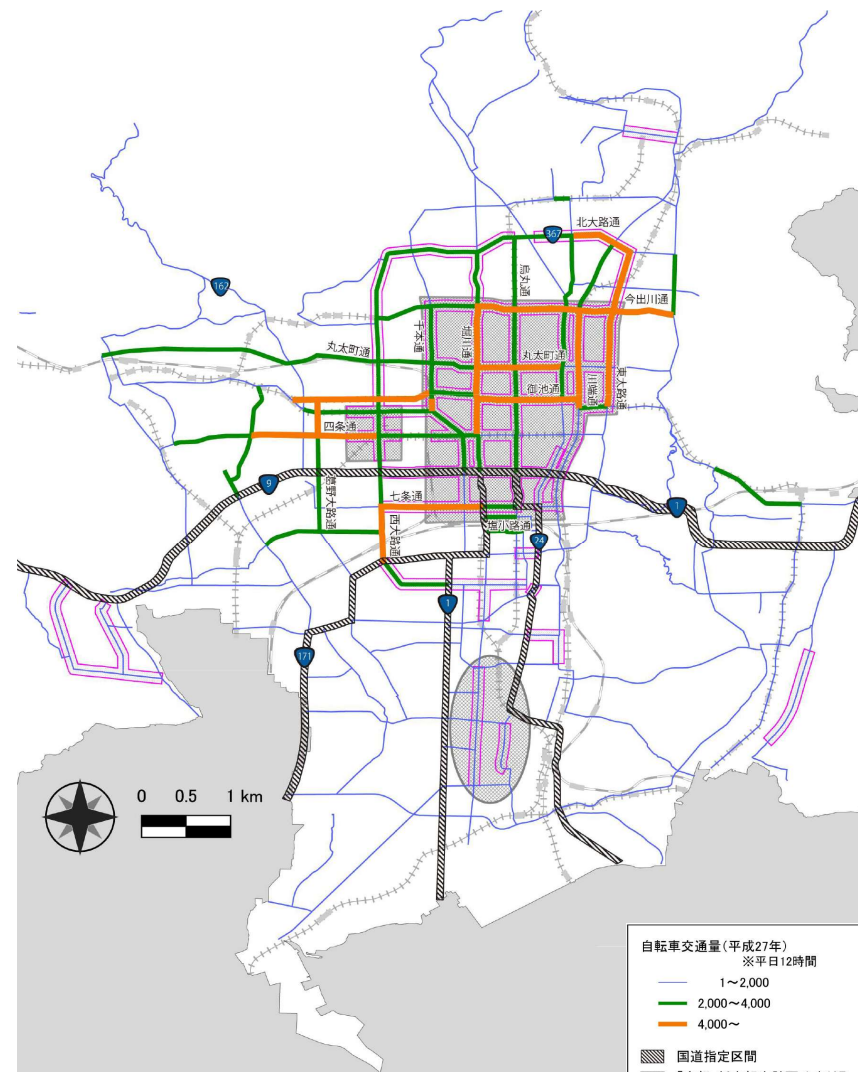 北大路通
367
烏丸通
162
今出川通
千本通
堀川通
丸太町通
丸太町通
東大路通
川端通
御池通
四条通
9
葛野大路通
七条通
1
西大路通
塩小路通
24
1
171
0 0.5 1 km
自転車交通量(平成27年)
※平日12時間
1~2,000
2,000~4,000
4,000~
国道指定区間